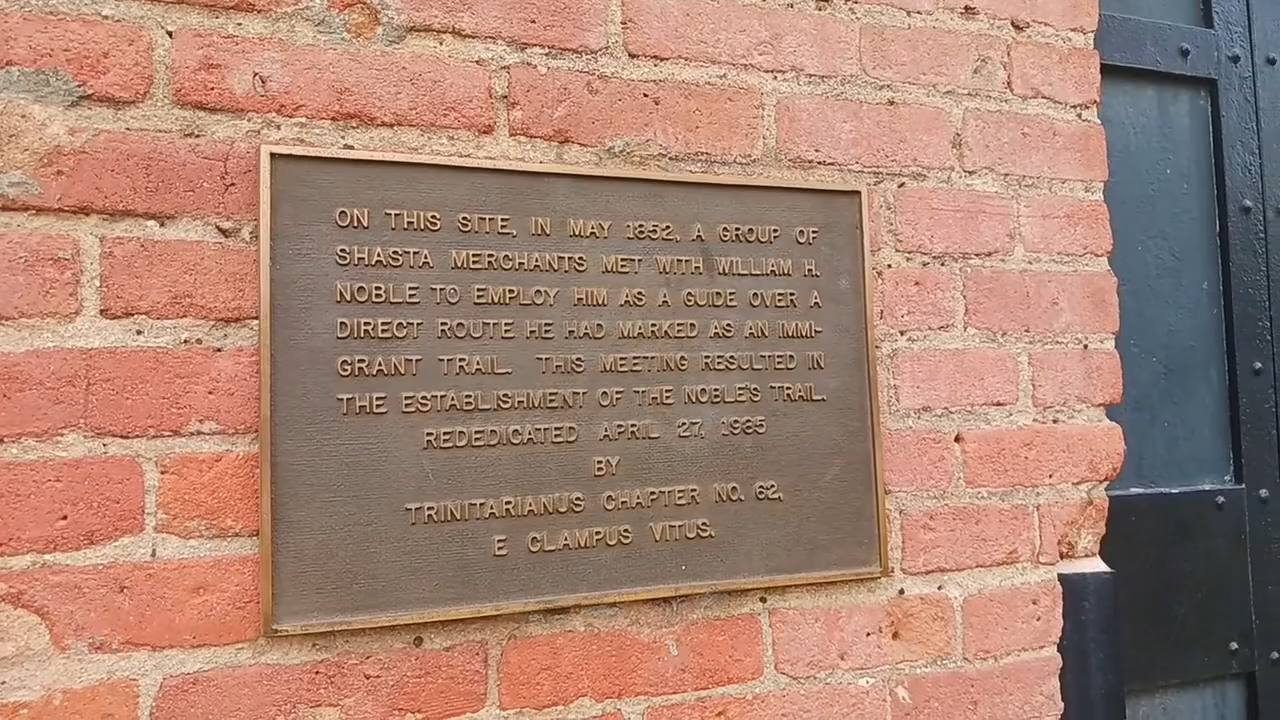 ON THIS SITE, IN MAY 1852, A GROUP OF
SHASTA MERCHANTS MET WITH WILLIAM H.
NOBLE TO EMPLOY HIM AS A GUIDE OVER A
DIRECT ROUTE HE HAD MARKED AS AN IMMI-
GRANT TRAIL. THIS MEETING RESULTED IN
THE ESTABLISHMENT OF THE NOBLE'S TRAIL.
REDEDICATED APRIL 27, 1985
BY
TRINITARIANUS CHAPTER NO. 62,
E CLAMPUS VITUS.